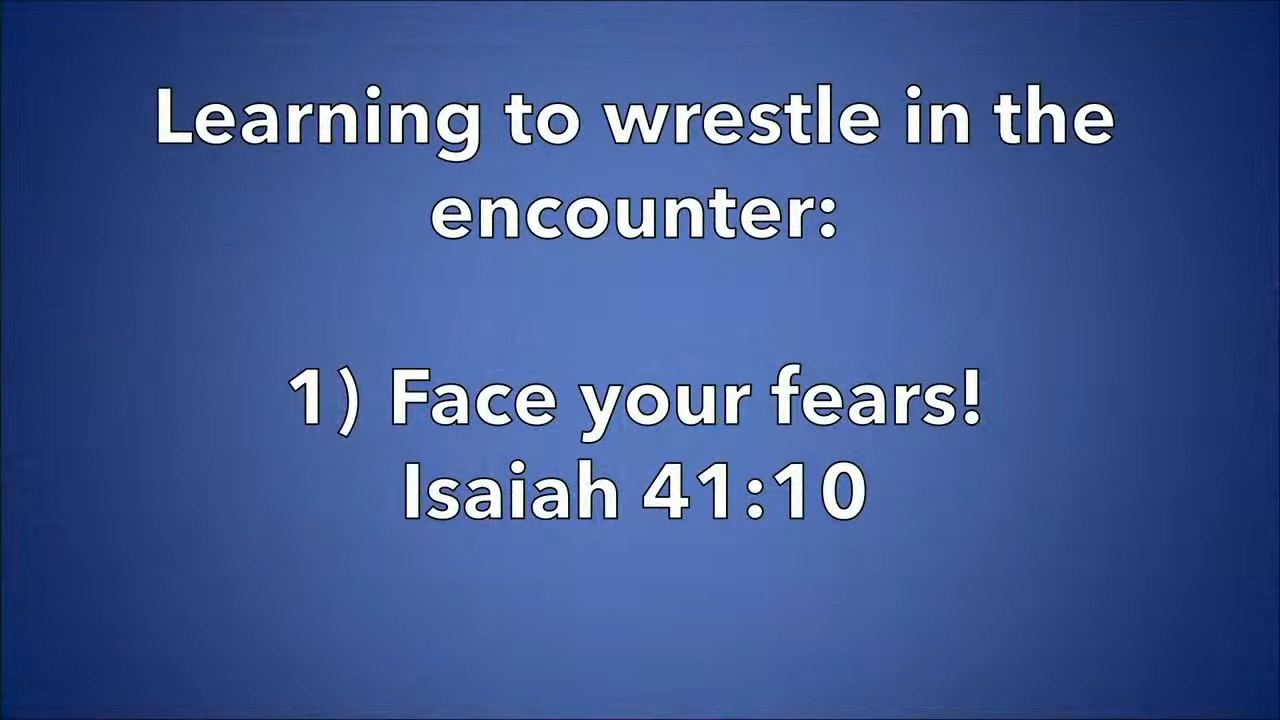 Learning to wrestle in the
encounter:
1) Face your fears!
Isaiah 41:10